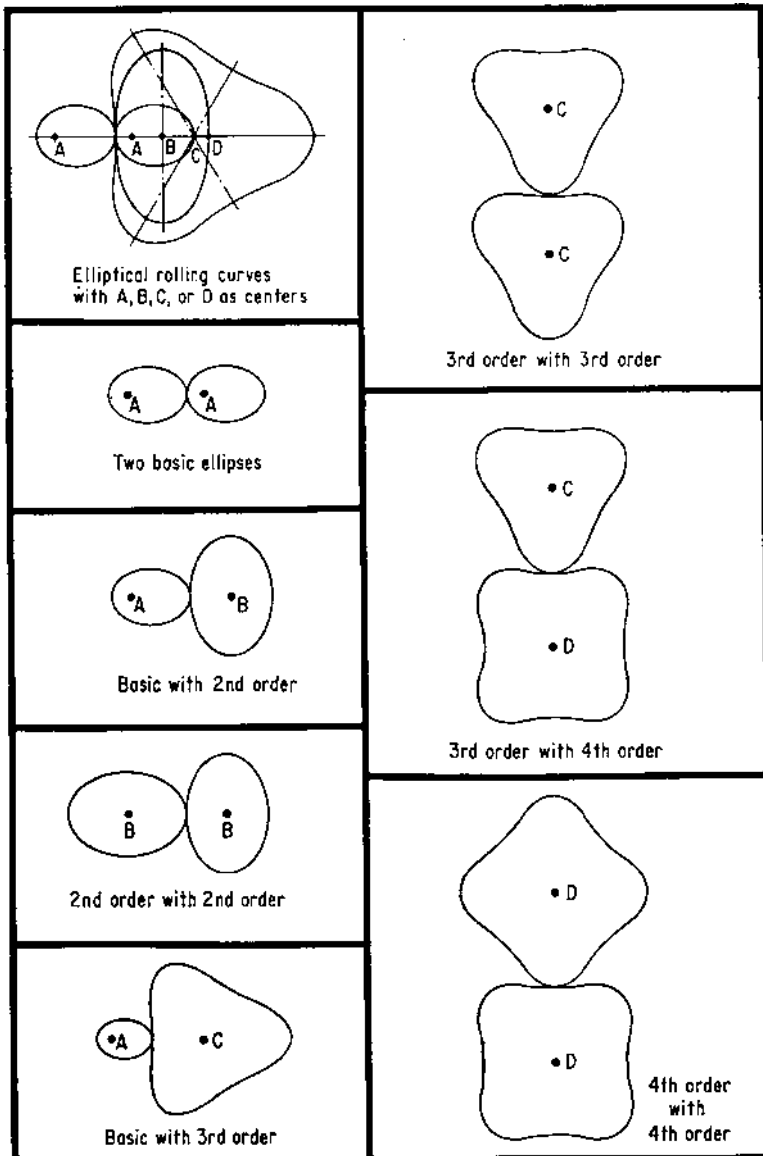 A
A
B
C
D
Elliptical rolling curves
with A, B, C, or D as centers
A
A
Two basic ellipses
A
B
Basic with 2nd order
B
B
2nd order with 2nd order
A
C
Basic with 3rd order
C
C
3rd order with 3rd order
C
D
3rd order with 4th order
D
D
4th order
with
4th order